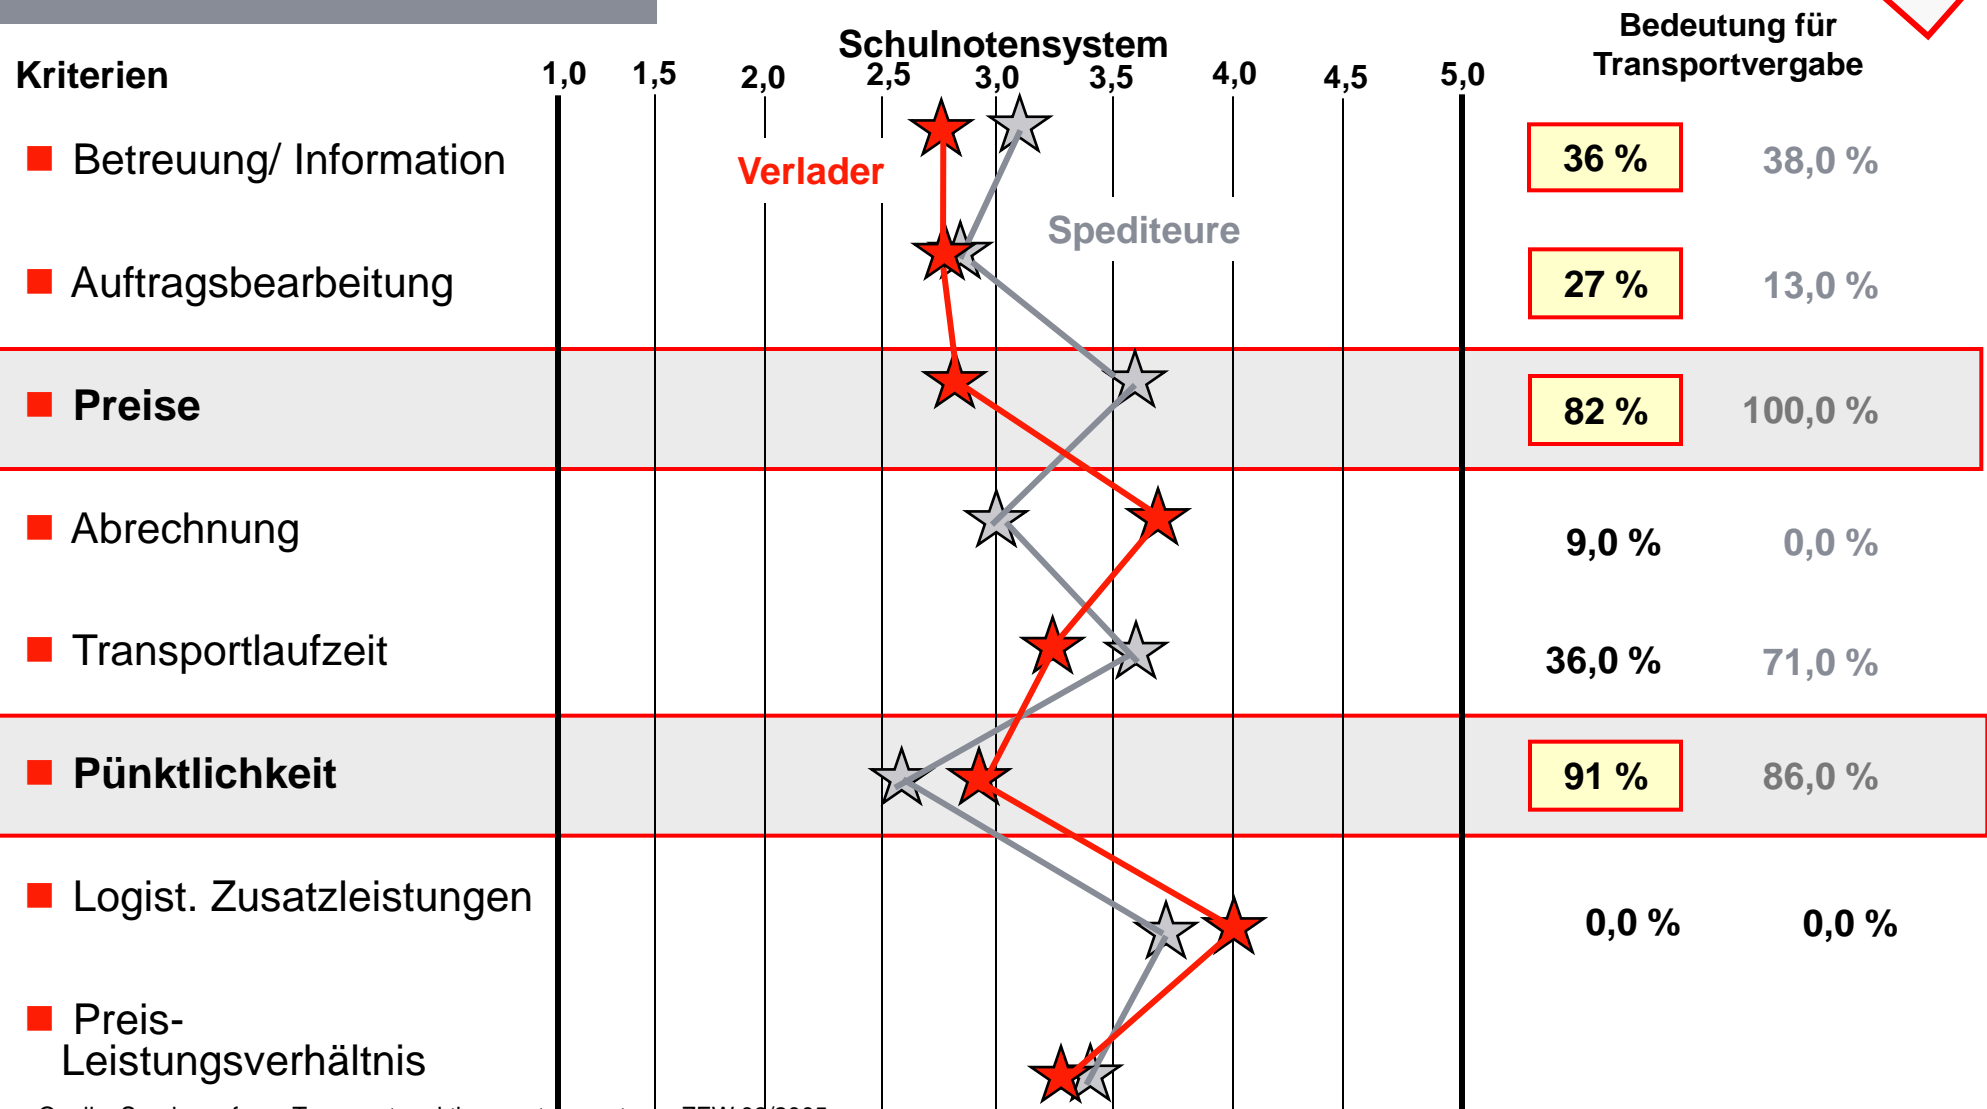 Schulnotensystem
Bedeutung für
Transportvergabe
Kriterien 1,0 1,5 2,0 2,5 3,0 3,5 4,0 4,5 5,0
Betreuung/ Information 36 % 38,0 %
Verlader
Spediteure
Auftragsbearbeitung 27 % 13,0 %
Preise 82 % 100,0 %
Abrechnung 9,0 % 0,0 %
Transportlaufzeit 36,0 % 71,0 %
Pünktlichkeit 91 % 86,0 %
Logist. Zusatzleistungen 0,0 % 0,0 %
Preis-
Leistungsverhältnis